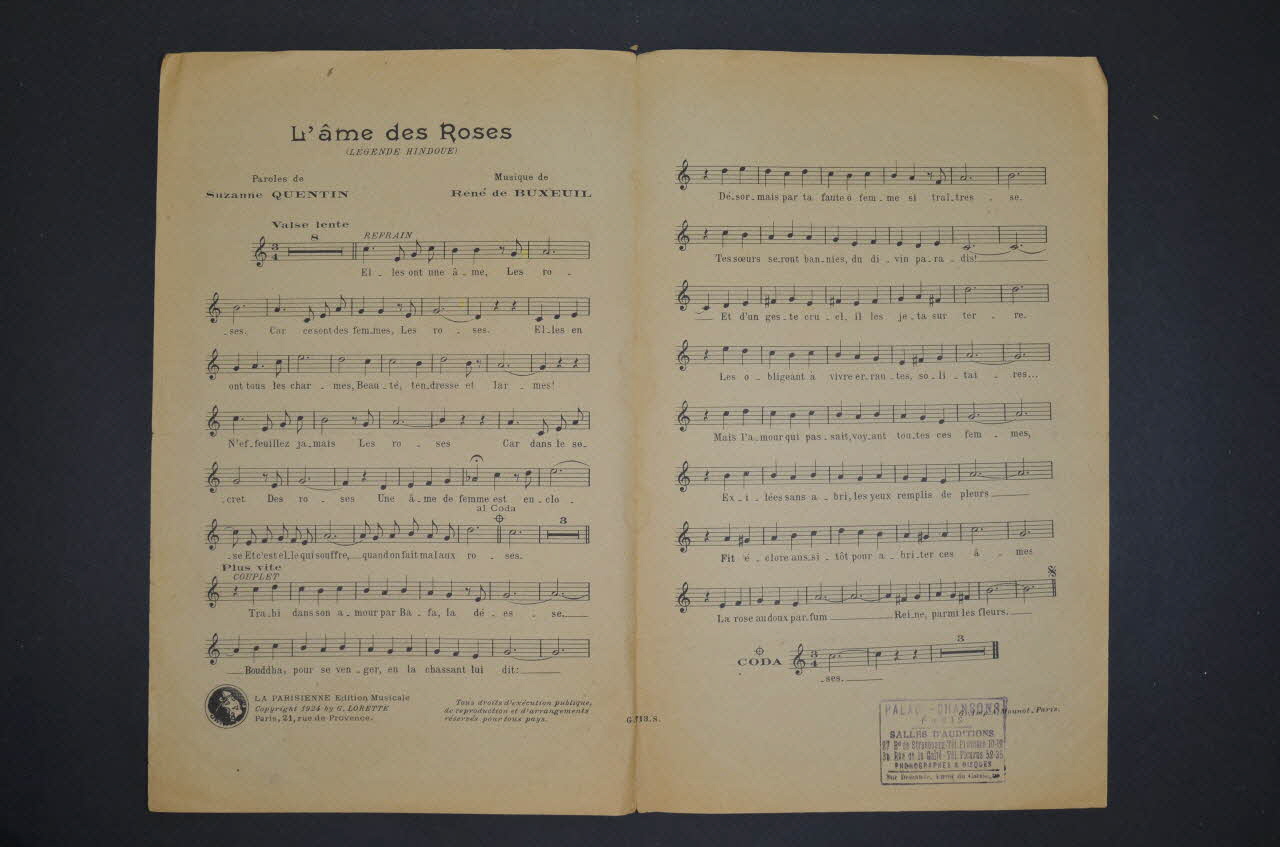 L'âme des Roses
(LÉGENDE HINDOUE)
Paroles de
Suzanne QUENTIN
Musique de
René de BUXEUIL
Valse lente
8
REFRAIN
El - les ont une â - me, Les ro -
- ses. Car ce sont des fem-mes, Les ro - ses. El-les en
ont tous les char - mes, Beau-té, ten-dresse et lar - mes!
N'ef-feuillez ja-mais Les ro - ses Car dans le se-
-cret Des ro - ses Une â-me de femme est en-clo -
al Coda
3
-se Et c'est el-le qui souffre, quand on fait mal aux ro - ses.
Plus vite
COUPLET
Tra-hi dans son a - mour par Ba - fa, la dé - es - se.
Bouddha, pour se ven - ger, en la chassant lui dit:
LA PARISIENNE Edition Musicale
Copyright 1924 by G. LORETTE
Paris, 21, rue de Provence.
Tous droits d'exécution publique,
de reproduction et d'arrangements
réservés pour tous pays.
G.713.S.
Dé-sor-mais par ta faute ô fem-me si traî-tres - se.
Tes sœurs se-ront ban-nies, du di - vin pa-ra - dis!
Et d'un ges-te cru - el, il les je-ta sur ter - re.
Les o - bligeant à vivre er-ran-tes, so-li - tai - res...
Mais l'a-mour qui pas - sait, voy-ant tou-tes ces fem - mes,
Ex - i - lées sans a - bri, les yeux remplis de pleurs
Fit é - clore aus-si - tôt pour a - bri-ter ces â - mes
La rose au doux par-fum Rei-ne, parmi les fleurs.
CODA
3
-ses.
Mounot, Paris.
CHANSONS
PARIS
SALLES D'AUDITIONS
PHONOGRAPHES & DISQUES